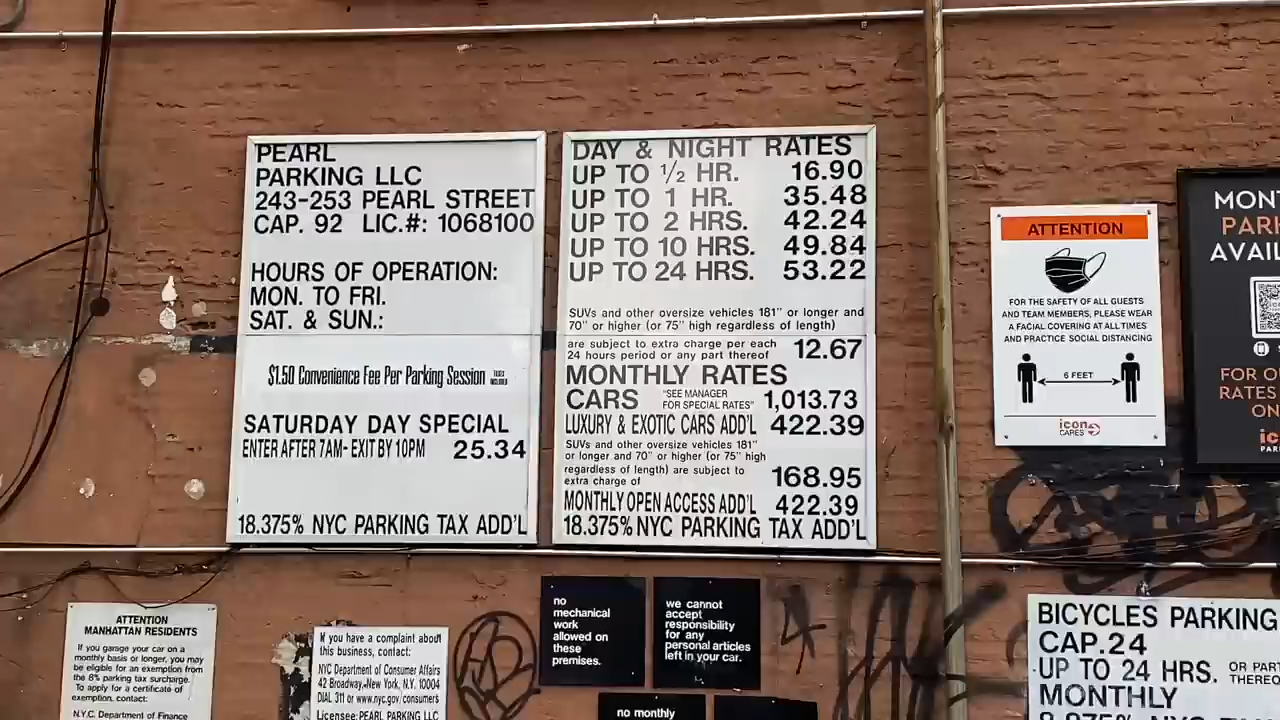 PEARL
PARKING LLC
243-253 PEARL STREET
CAP. 92 LIC.#: 1068100
HOURS OF OPERATION:
MON. TO FRI.
SAT. & SUN.:
$1.50 Convenience Fee Per Parking Session
SATURDAY DAY SPECIAL
ENTER AFTER 7AM- EXIT BY 10PM 25.34
18.375% NYC PARKING TAX ADD'L
DAY & NIGHT RATES
UP TO 1/2 HR. 16.90
UP TO 1 HR. 35.48
UP TO 2 HRS. 42.24
UP TO 10 HRS. 49.84
UP TO 24 HRS. 53.22
SUVs and other oversize vehicles 181" or longer and
70" or higher (or 75" high regardless of length)
are subject to extra charge per each
24 hours period or any part thereof 12.67
MONTHLY RATES
CARS "SEE MANAGER FOR SPECIAL RATES" 1,013.73
LUXURY & EXOTIC CARS ADD'L 422.39
SUVs and other oversize vehicles 181"
or longer and 70" or higher (or 75" high
regardless of length) are subject to
extra charge of 168.95
MONTHLY OPEN ACCESS ADD'L 422.39
18.375% NYC PARKING TAX ADD'L
ATTENTION
FOR THE SAFETY OF ALL GUESTS
AND TEAM MEMBERS, PLEASE WEAR
A FACIAL COVERING AT ALL TIMES
AND PRACTICE SOCIAL DISTANCING
6 FEET
icon
CARES
MON
PARK
AVAIL
FOR OU
RATES
ON
ic
PAR
ATTENTION
MANHATTAN RESIDENTS
If you garage your car on a
monthly basis or longer, you may
be eligible for an exemption from
the 8% parking tax surcharge.
To apply for a certificate of
exemption, contact:
N.Y.C. Department of Finance
If you have a complaint about
this business, contact:
NYC Department of Consumer Affairs
42 Broadway, New York, N.Y. 10004
DIAL 311 or www.nyc.gov/consumers
Licensee: PEARL PARKING LLC
no
mechanical
work
allowed on
these
premises.
we cannot
accept
responsibility
for any
personal articles
left in your car.
no monthly
BICYCLES PARKING
CAP.24
UP TO 24 HRS. OR PART
THEREO
MONTHLY